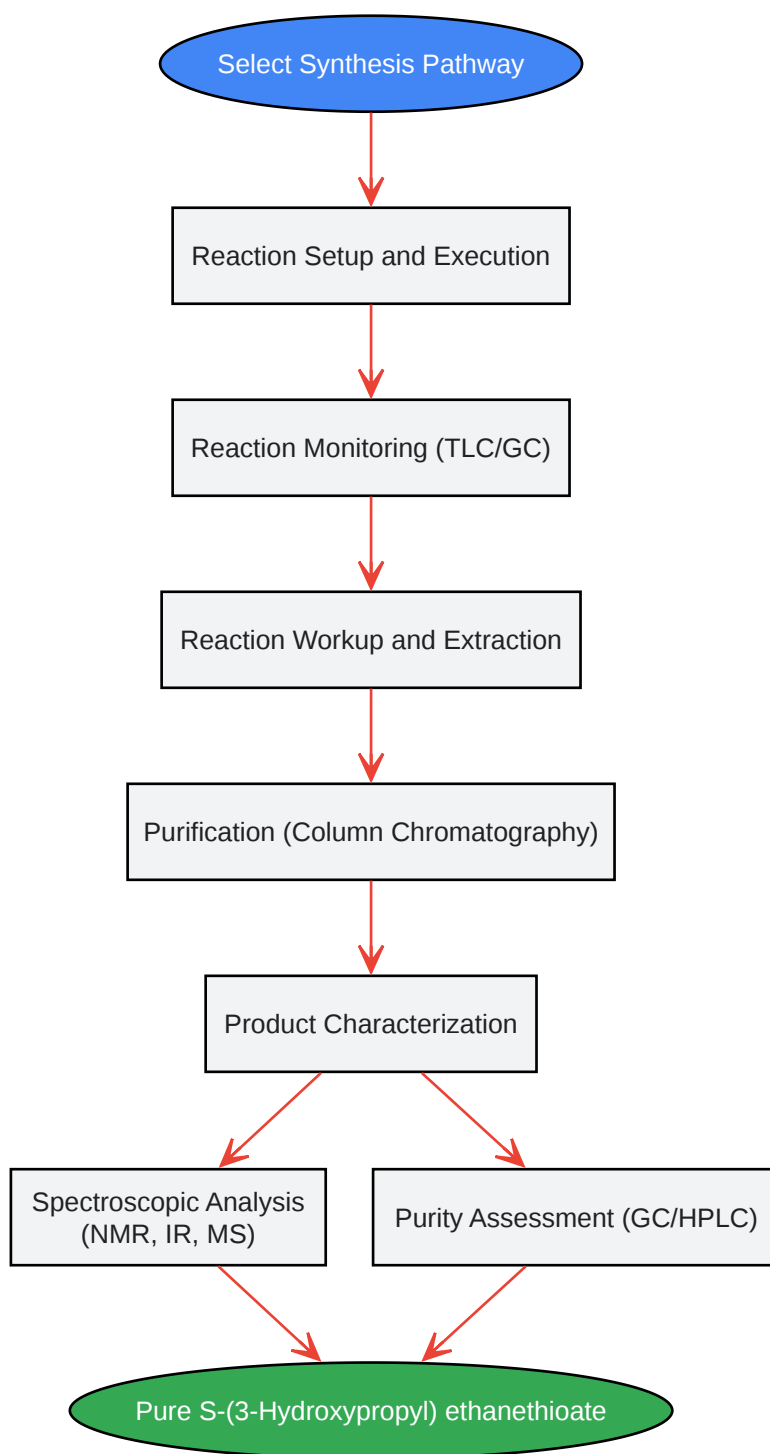 Select Synthesis Pathway
Reaction Setup and Execution
Reaction Monitoring (TLC/GC)
Reaction Workup and Extraction
Purification (Column Chromatography)
Product Characterization
Spectroscopic Analysis
(NMR, IR, MS)
Purity Assessment (GC/HPLC)
Pure S-(3-Hydroxypropyl) ethanethioate